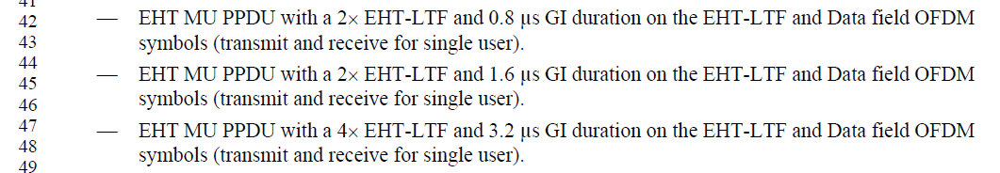 41
42 — EHT MU PPDU with a 2× EHT-LTF and 0.8 µs GI duration on the EHT-LTF and Data field OFDM
43 symbols (transmit and receive for single user).
44
45 — EHT MU PPDU with a 2× EHT-LTF and 1.6 µs GI duration on the EHT-LTF and Data field OFDM
46 symbols (transmit and receive for single user).
47 — EHT MU PPDU with a 4× EHT-LTF and 3.2 µs GI duration on the EHT-LTF and Data field OFDM
48 symbols (transmit and receive for single user).
49